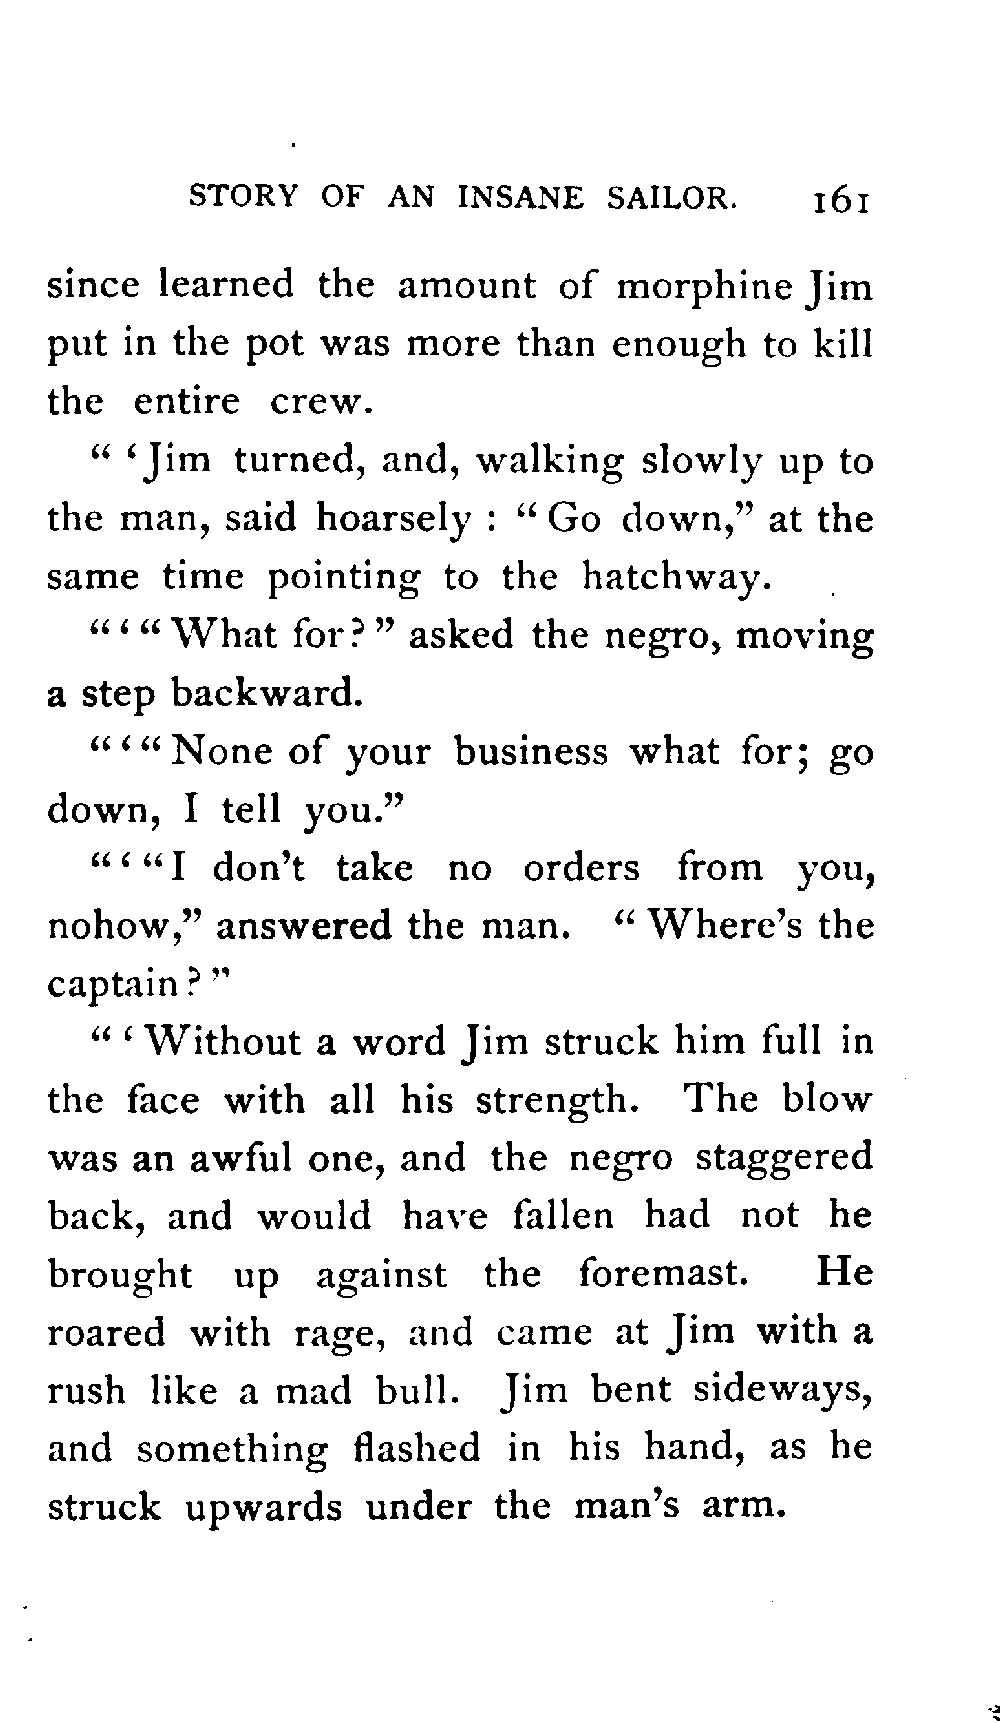 STORY OF AN INSANE SAILOR. 161
since learned the amount of morphine Jim
put in the pot was more than enough to kill
the entire crew.
“ ‘Jim turned, and, walking slowly up to
the man, said hoarsely : “ Go down,” at the
same time pointing to the hatchway.
“ ‘ “ What for? ” asked the negro, moving
a step backward.
“ ‘ “ None of your business what for; go
down, I tell you.”
“ ‘ “ I don’t take no orders from you,
nohow,” answered the man. “ Where’s the
captain ? ”
“ ‘ Without a word Jim struck him full in
the face with all his strength. The blow
was an awful one, and the negro staggered
back, and would have fallen had not he
brought up against the foremast. He
roared with rage, and came at Jim with a
rush like a mad bull. Jim bent sideways,
and something flashed in his hand, as he
struck upwards under the man’s arm.